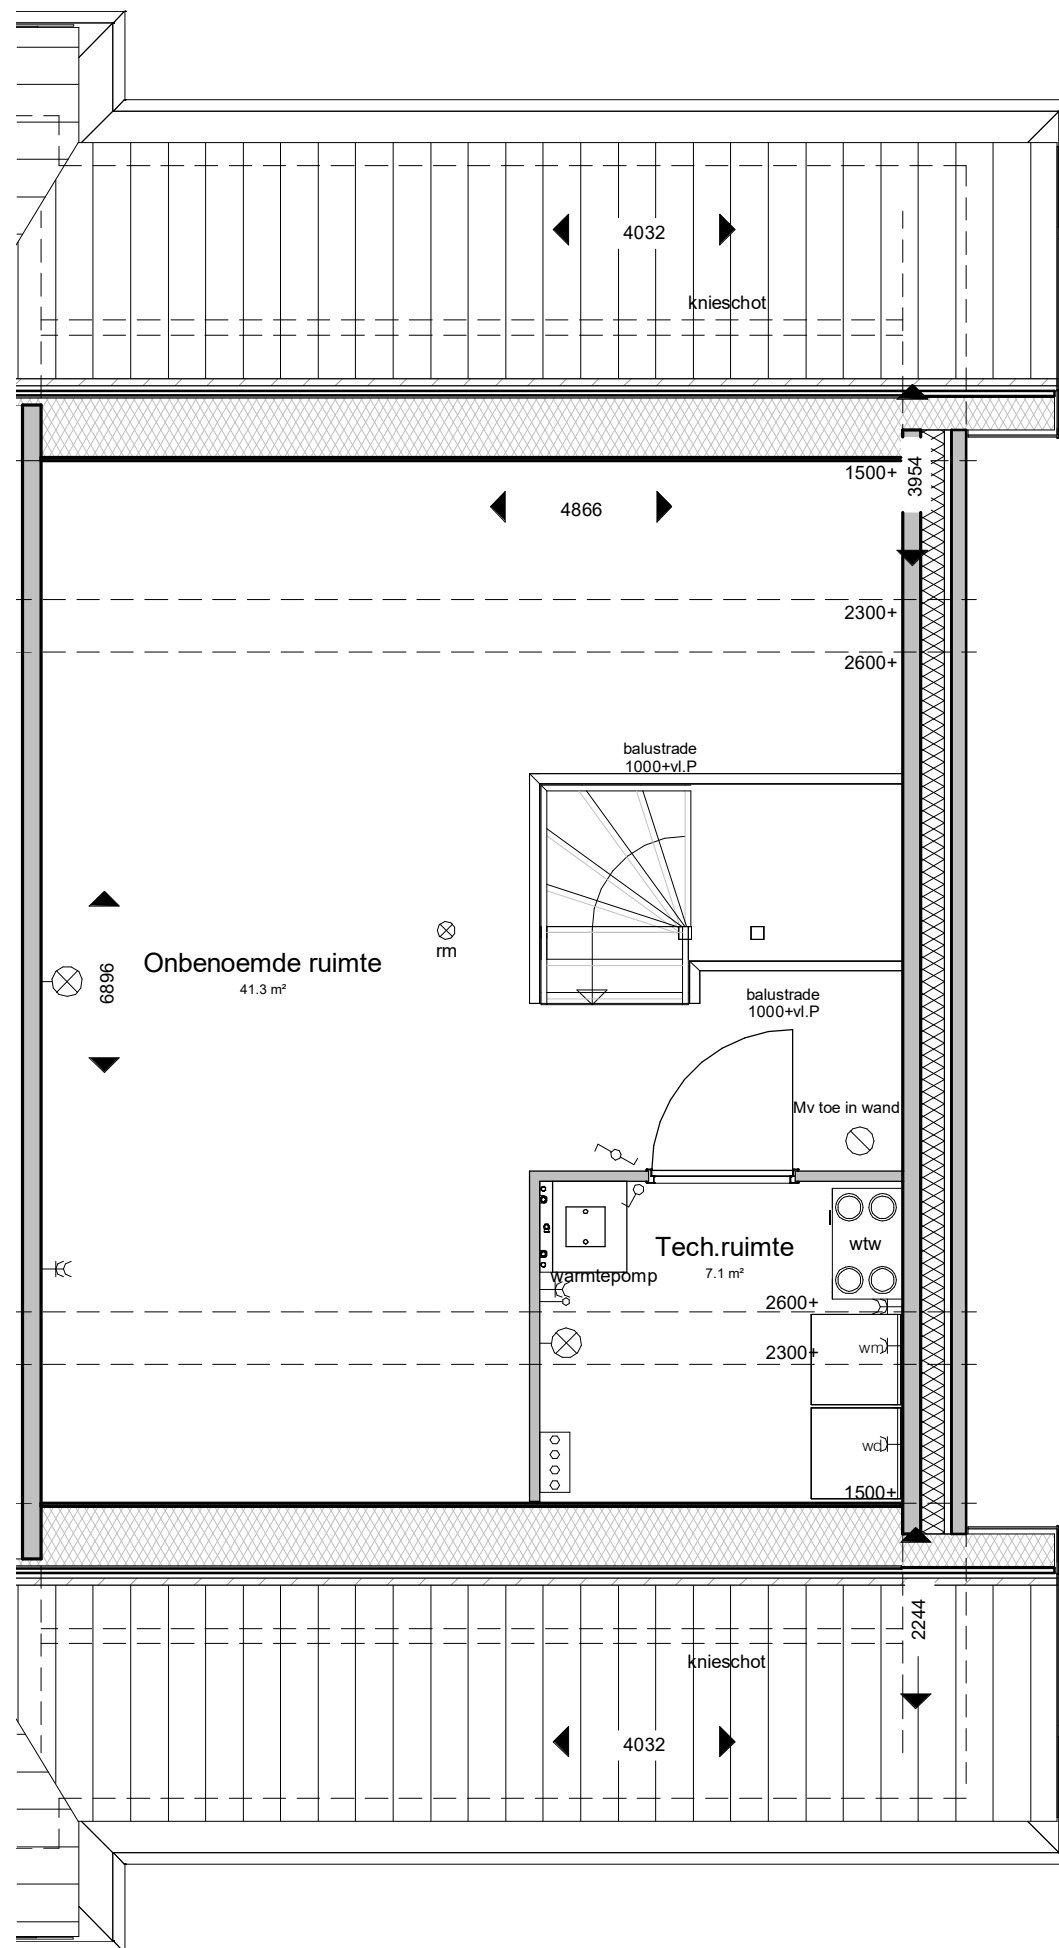 4032
knieschot
3954
1500+
4866
2300+
2600+
balustrade
1000+vl.P
6896
Onbenoemde ruimte
41.3 m²
rm
balustrade
1000+vl.P
Mv toe in wand
Tech.ruimte
7.1 m²
wtw
warmtepomp
2600+
2300+
wm
wd
1500+
2244
knieschot
4032